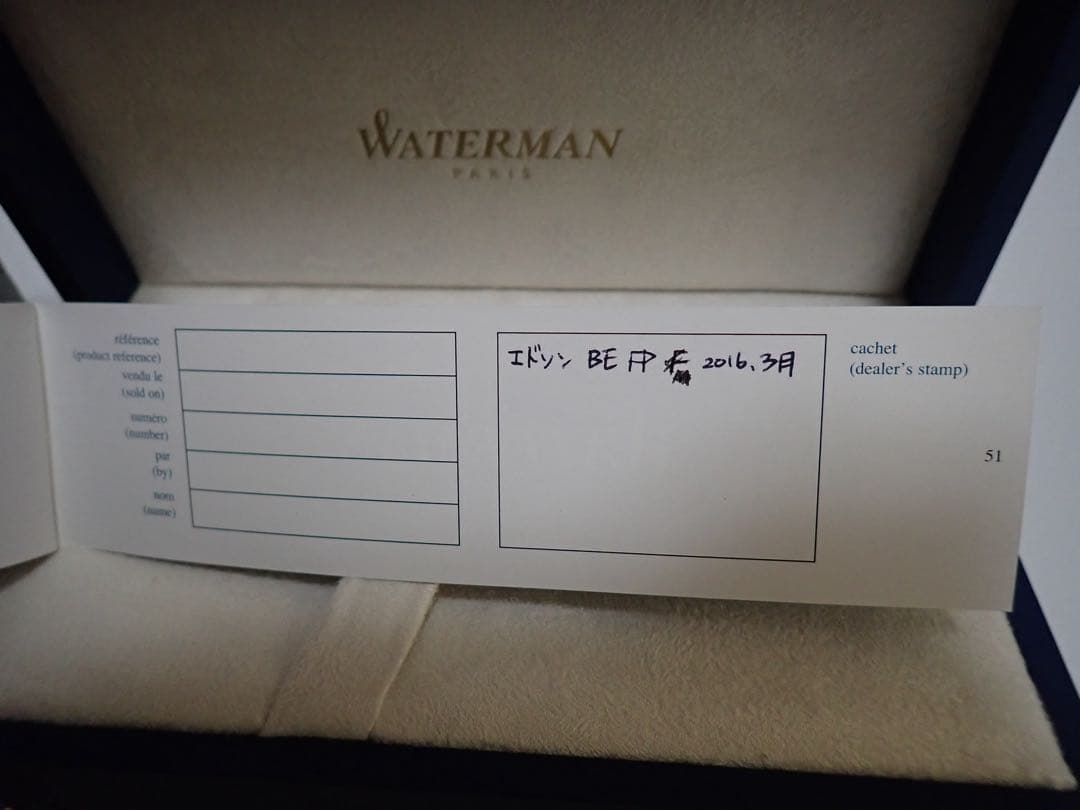 WATERMAN
PARIS
référence
(product reference)
vendu le
(sold on)
numéro
(number)
par
(by)
nom
(name)
エドソン BE FP 2016.3月
cachet
(dealer's stamp)
51